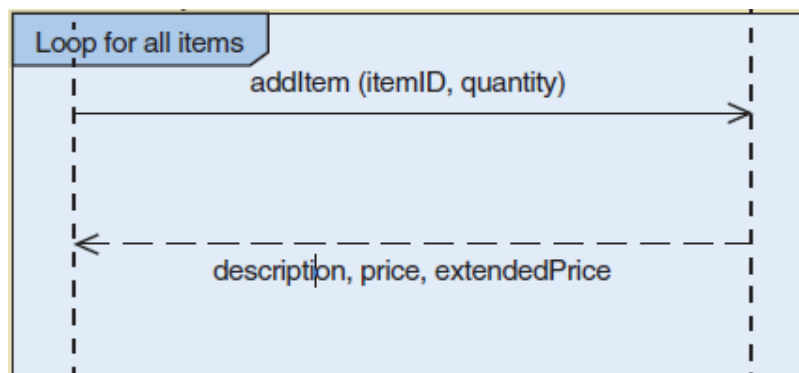 Loop for all items
addItem (itemID, quantity)
description, price, extendedPrice